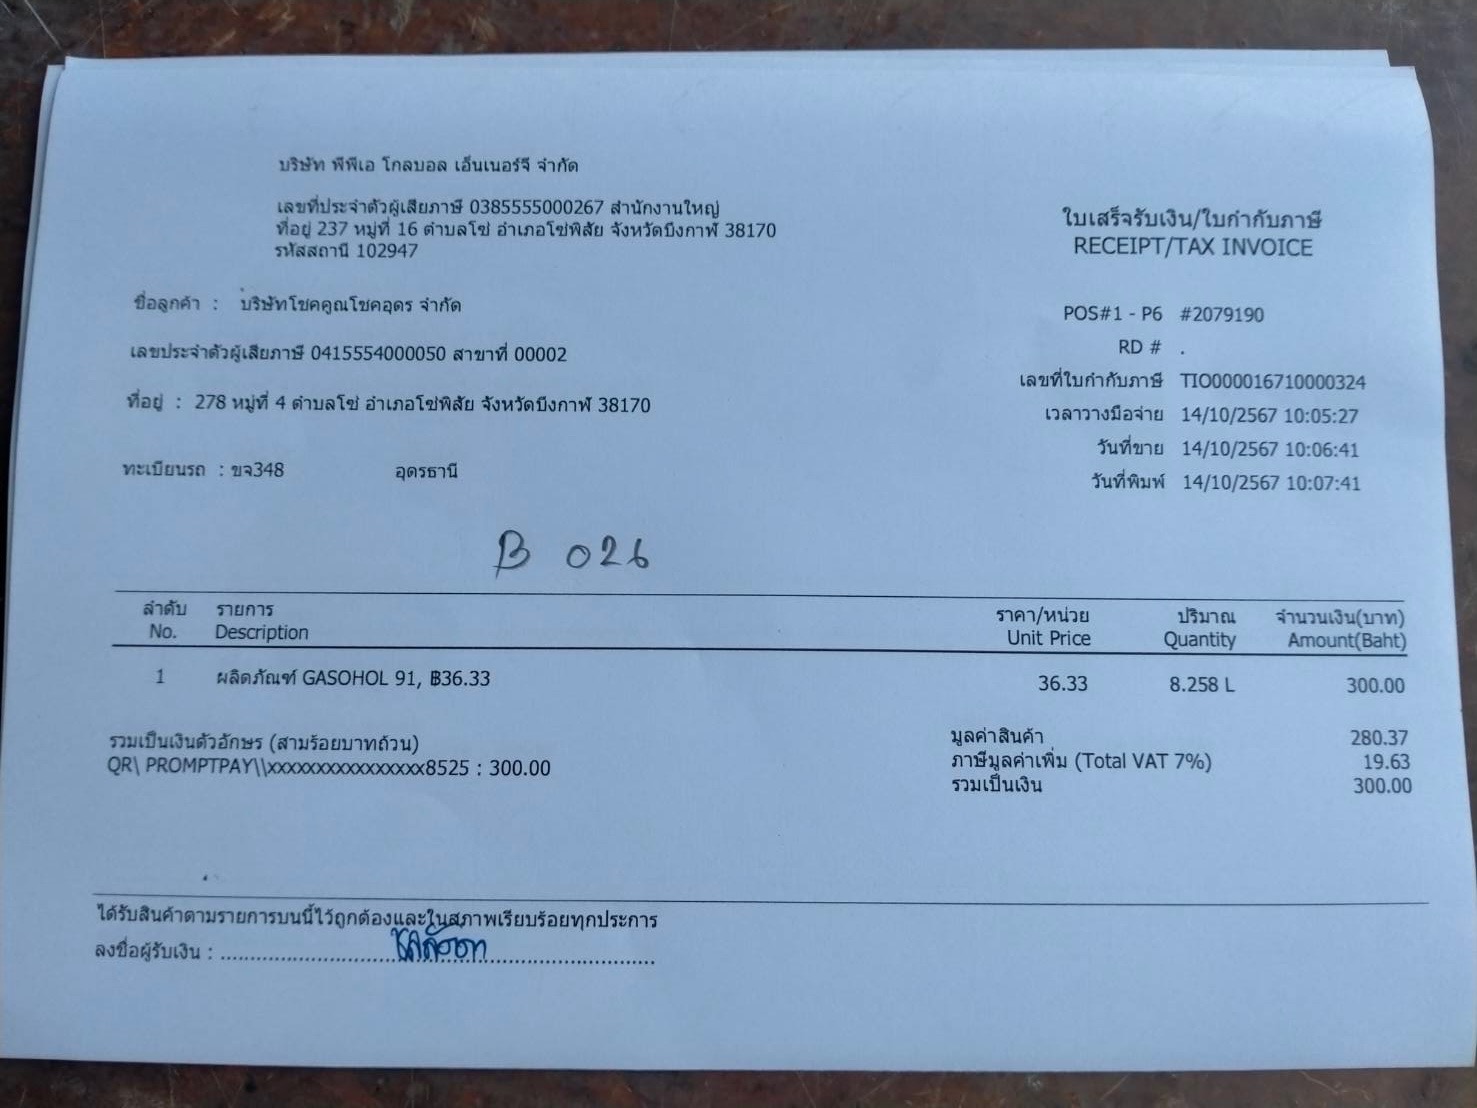 บริษัท พีพีเอ โกลบอล เอ็นเนอร์จี จำกัด
เลขที่ประจำตัวผู้เสียภาษี 0385555000267 สำนักงานใหญ่
ที่อยู่ 237 หมู่ที่ 16 ตำบลโซ่ อำเภอโซ่พิสัย จังหวัดบึงกาฬ 38170
รหัสสถานี 102947
ใบเสร็จรับเงิน/ใบกำกับภาษี
RECEIPT/TAX INVOICE
ชื่อลูกค้า : บริษัทโชคคูณโชคอุดร จำกัด
เลขประจำตัวผู้เสียภาษี 0415554000050 สาขาที่ 00002
ที่อยู่ : 278 หมู่ที่ 4 ตำบลโซ่ อำเภอโซ่พิสัย จังหวัดบึงกาฬ 38170
ทะเบียนรถ : ขจ348 อุดรธานี
POS#1 - P6 #2079190
RD # .
เลขที่ใบกำกับภาษี TIO000016710000324
เวลาวางมือจ่าย 14/10/2567 10:05:27
วันที่ขาย 14/10/2567 10:06:41
วันที่พิมพ์ 14/10/2567 10:07:41
B 026
ลำดับ รายการ ราคา/หน่วย ปริมาณ จำนวนเงิน(บาท)
No. Description Unit Price Quantity Amount(Baht)
1 ผลิตภัณฑ์ GASOHOL 91, ฿36.33 36.33 8.258 L 300.00
รวมเป็นเงินตัวอักษร (สามร้อยบาทถ้วน)
QR\ PROMPTPAY\\xxxxxxxxxxxxxxxx8525 : 300.00
มูลค่าสินค้า 280.37
ภาษีมูลค่าเพิ่ม (Total VAT 7%) 19.63
รวมเป็นเงิน 300.00
ได้รับสินค้าตามรายการบนนี้ไว้ถูกต้องและในสภาพเรียบร้อยทุกประการ
ลงชื่อผู้รับเงิน :